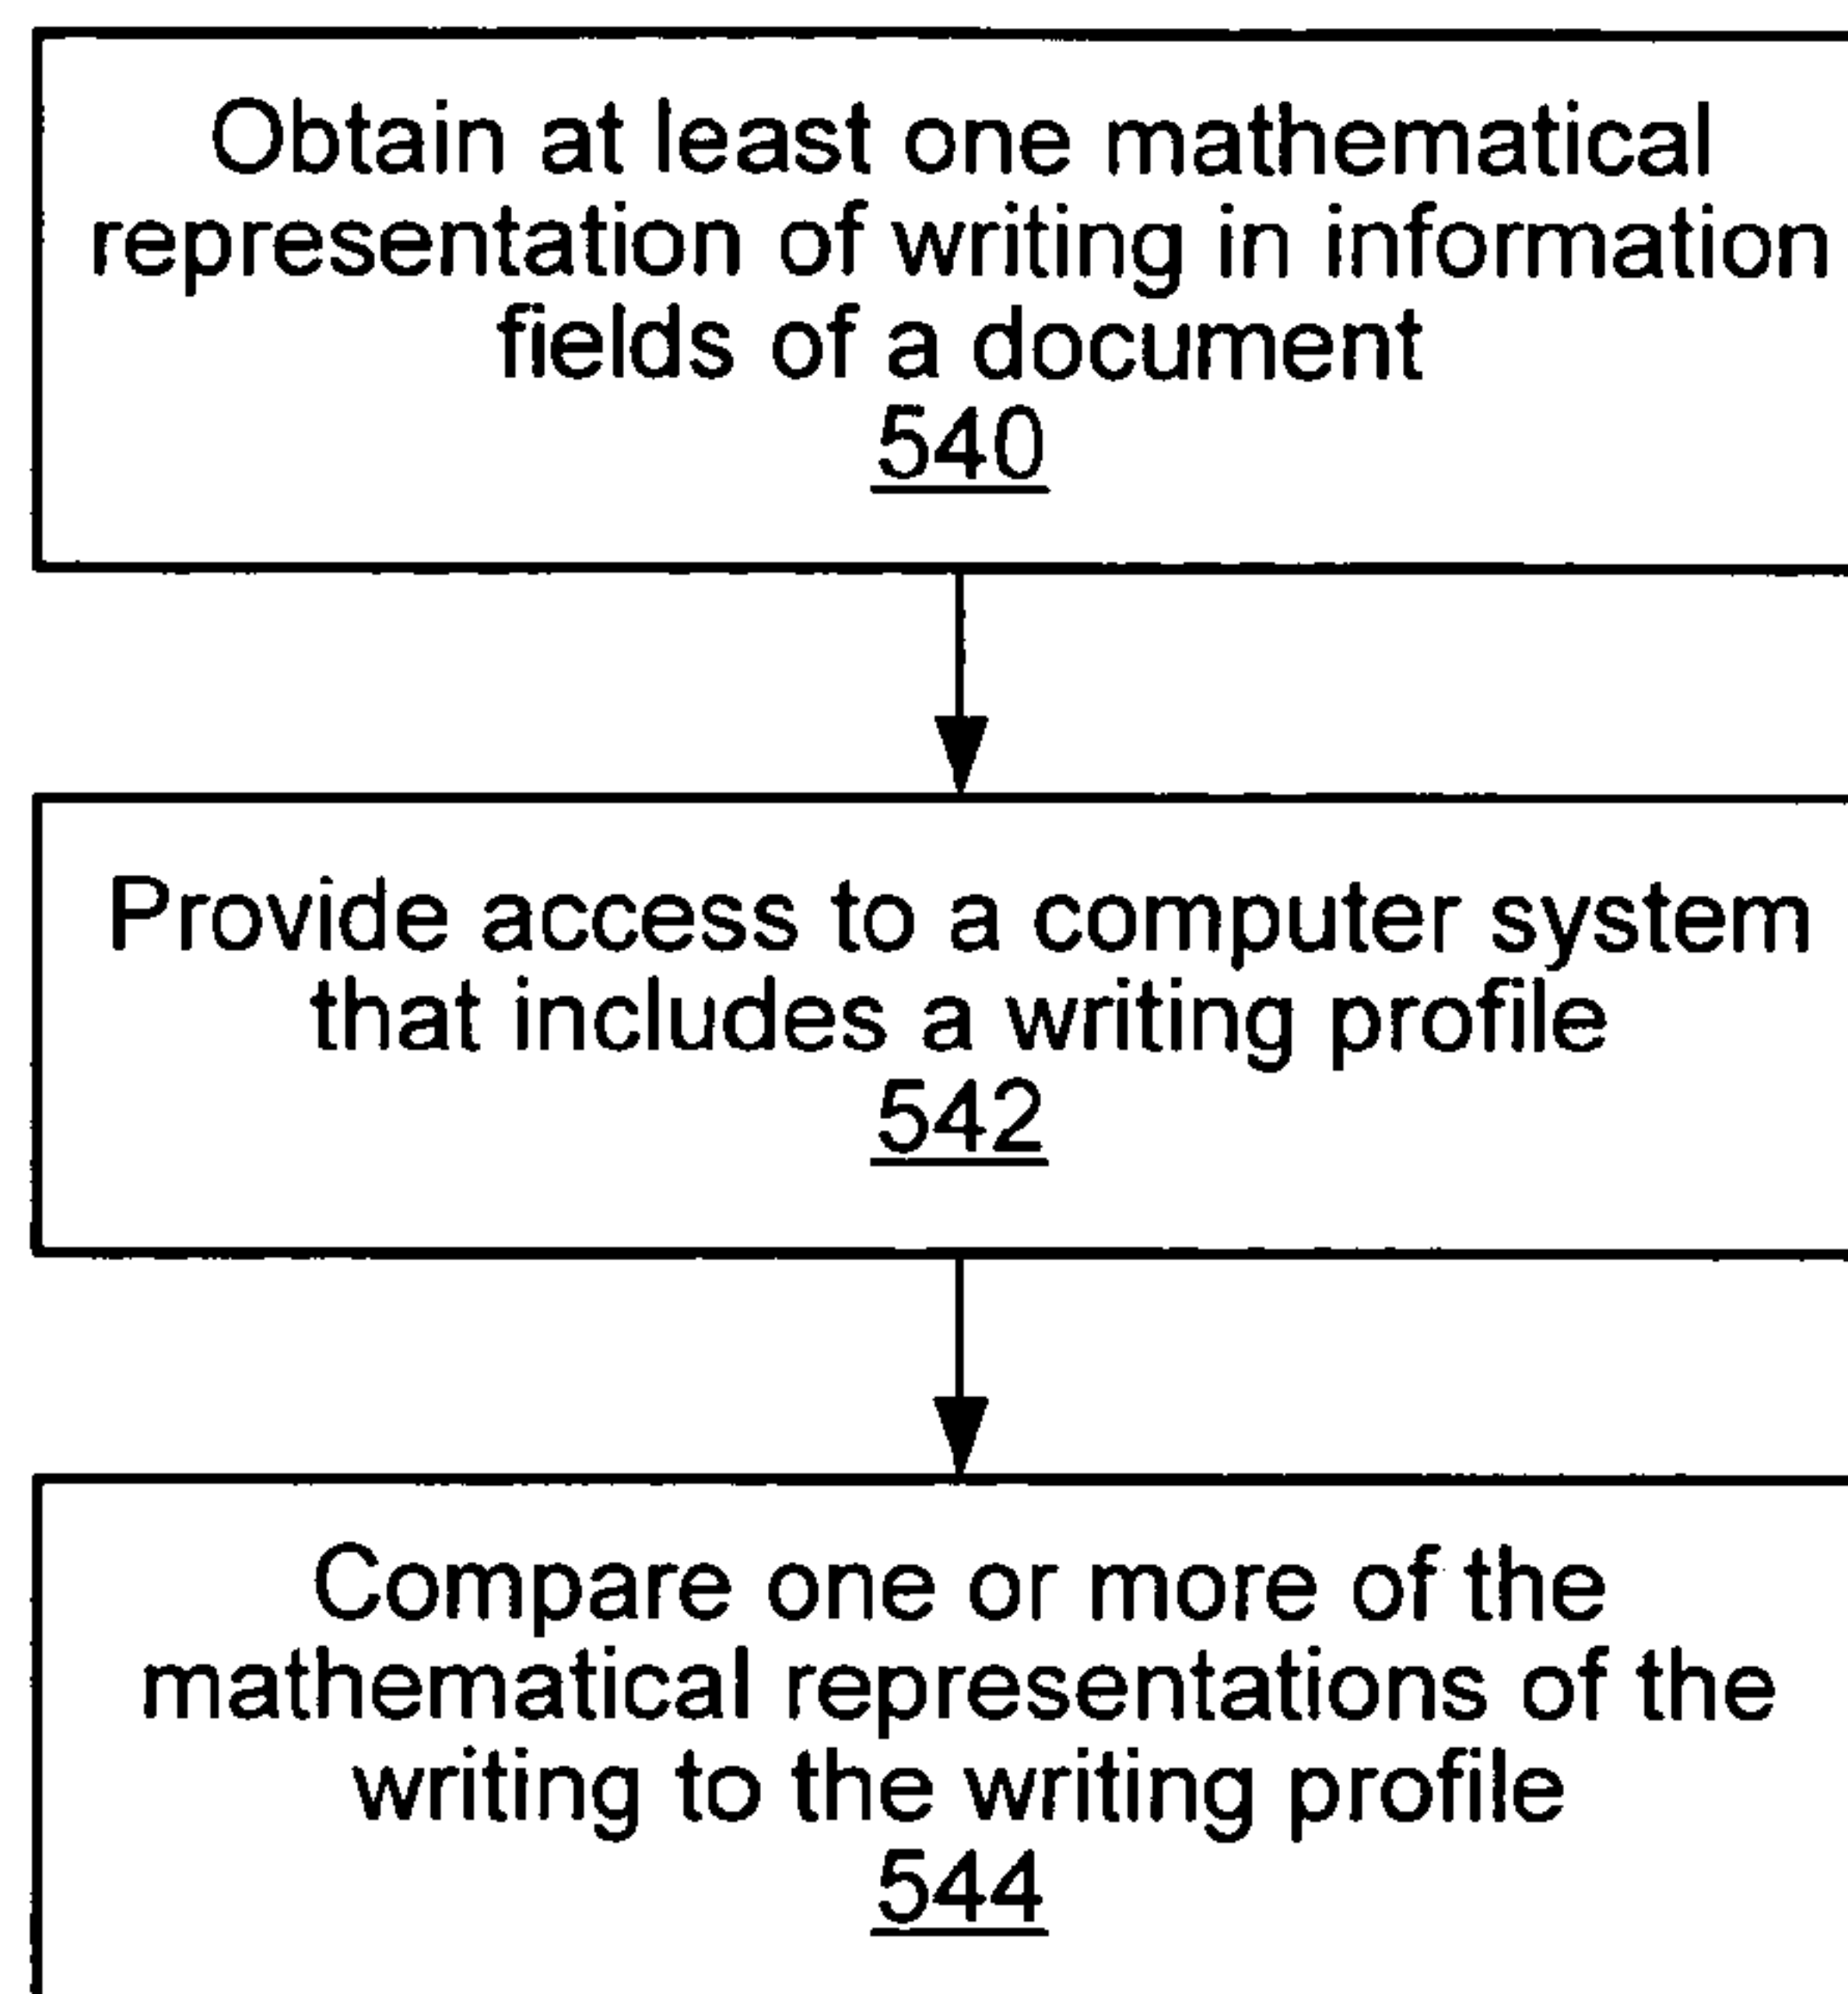 Obtain at least one mathematical
representation of writing in information
fields of a document
540
Provide access to a computer system
that includes a writing profile
542
Compare one or more of the
mathematical representations of the
writing to the writing profile
544